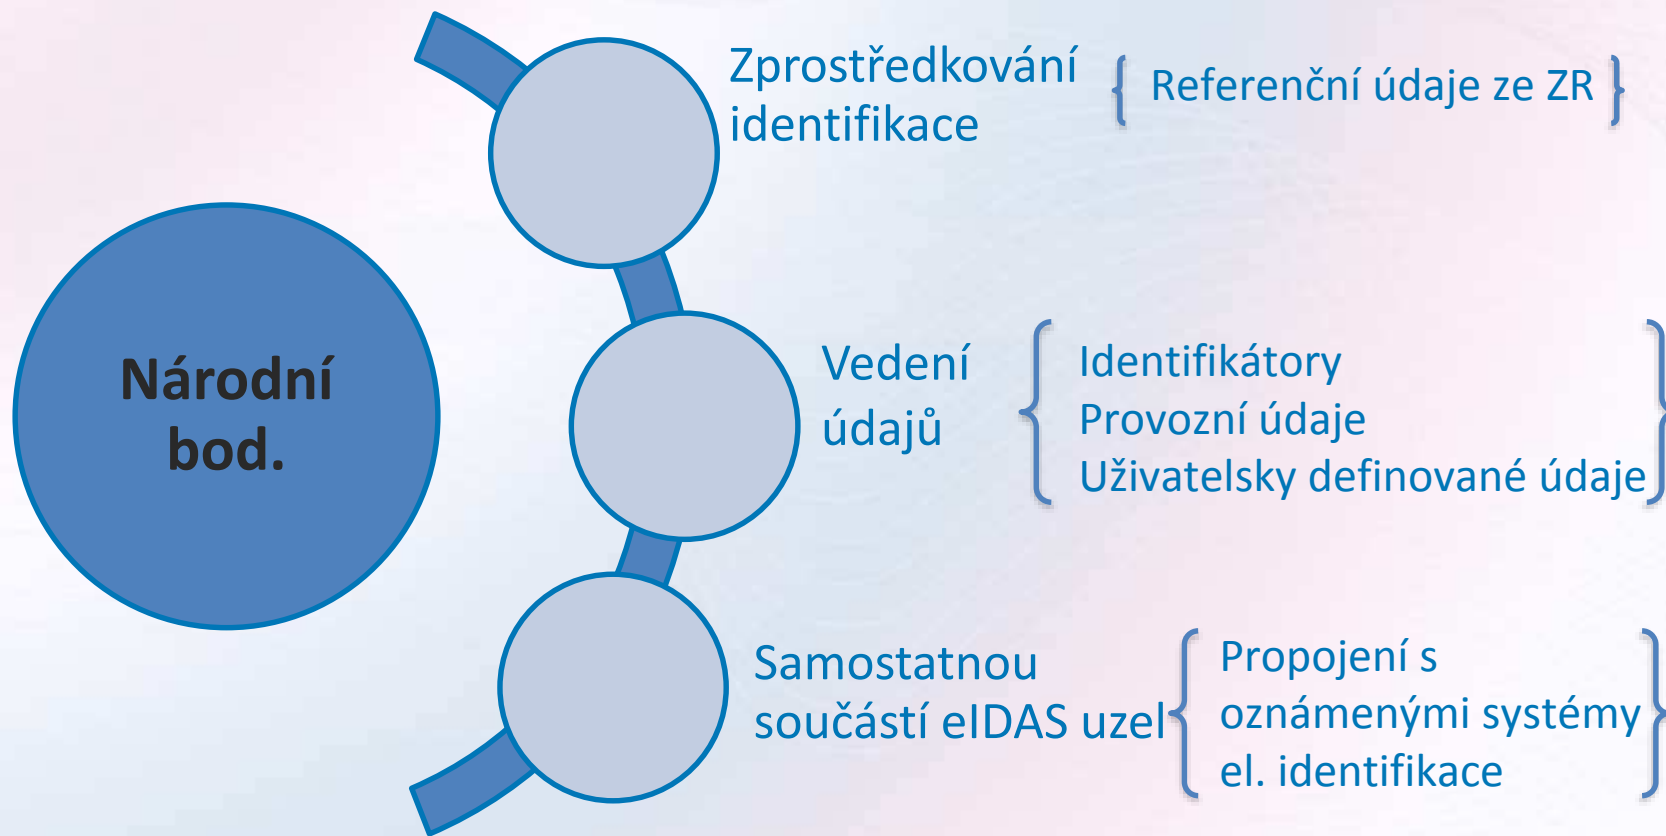 Národní
bod.
Zprostředkování
identifikace
Referenční údaje ze ZR
Vedení
údajů
Identifikátory
Provozní údaje
Uživatelsky definované údaje
Samostatnou
součástí eIDAS uzel
Propojení s
oznámenými systémy
el. identifikace